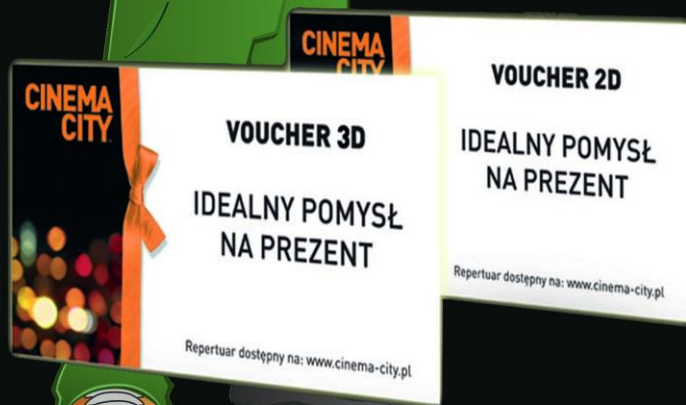 CINEMA
CITY
VOUCHER 3D
IDEALNY POMYSŁ
NA PREZENT
Repertuar dostępny na: www.cinema-city.pl
CINEMA
CITY
VOUCHER 2D
IDEALNY POMYSŁ
NA PREZENT
Repertuar dostępny na: www.cinema-city.pl